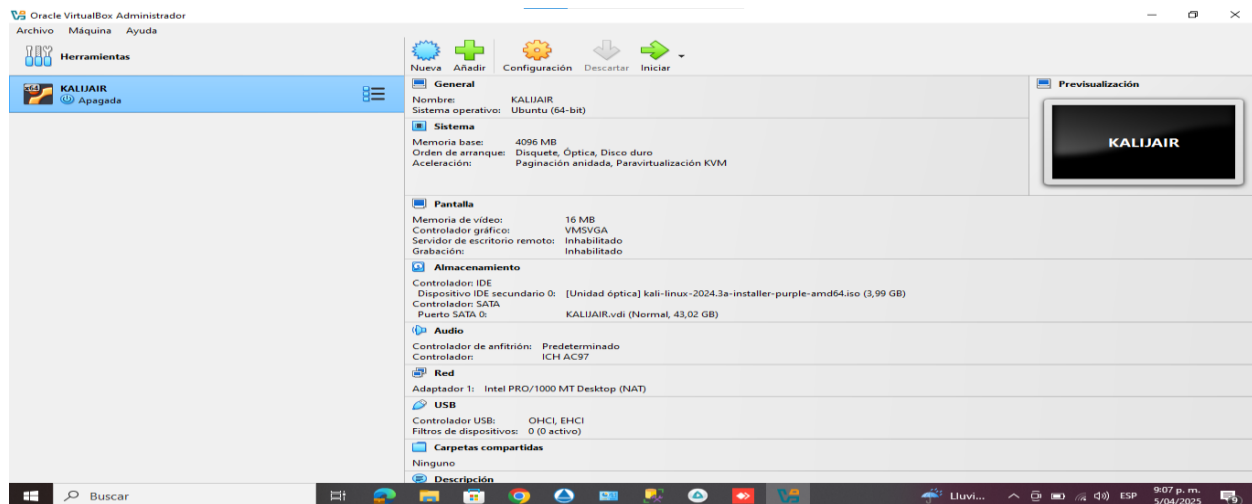 Oracle VirtualBox Administrador
Archivo Máquina Ayuda
Herramientas
Nueva Añadir Configuración Descartar Iniciar
x64
KALIJAIR
Apagada
General
Nombre: KALIJAIR
Sistema operativo: Ubuntu (64-bit)
Sistema
Memoria base: 4096 MB
Orden de arranque: Disquete, Óptica, Disco duro
Aceleración: Paginación anidada, Paravirtualización KVM
Pantalla
Memoria de vídeo: 16 MB
Controlador gráfico: VMSVGA
Servidor de escritorio remoto: Inhabilitado
Grabación: Inhabilitado
Almacenamiento
Controlador: IDE
Dispositivo IDE secundario 0: [Unidad óptica] kali-linux-2024.3a-installer-purple-amd64.iso (3,99 GB)
Controlador: SATA
Puerto SATA 0: KALIJAIR.vdi (Normal, 43,02 GB)
Audio
Controlador de anfitrión: Predeterminado
Controlador: ICH AC97
Red
Adaptador 1: Intel PRO/1000 MT Desktop (NAT)
USB
Controlador USB: OHCI, EHCI
Filtros de dispositivos: 0 (0 activo)
Carpetas compartidas
Ninguno
Descripción
Previsualización
KALIJAIR
Buscar
Lluvi...
ESP
9:07 p. m.
5/04/2025